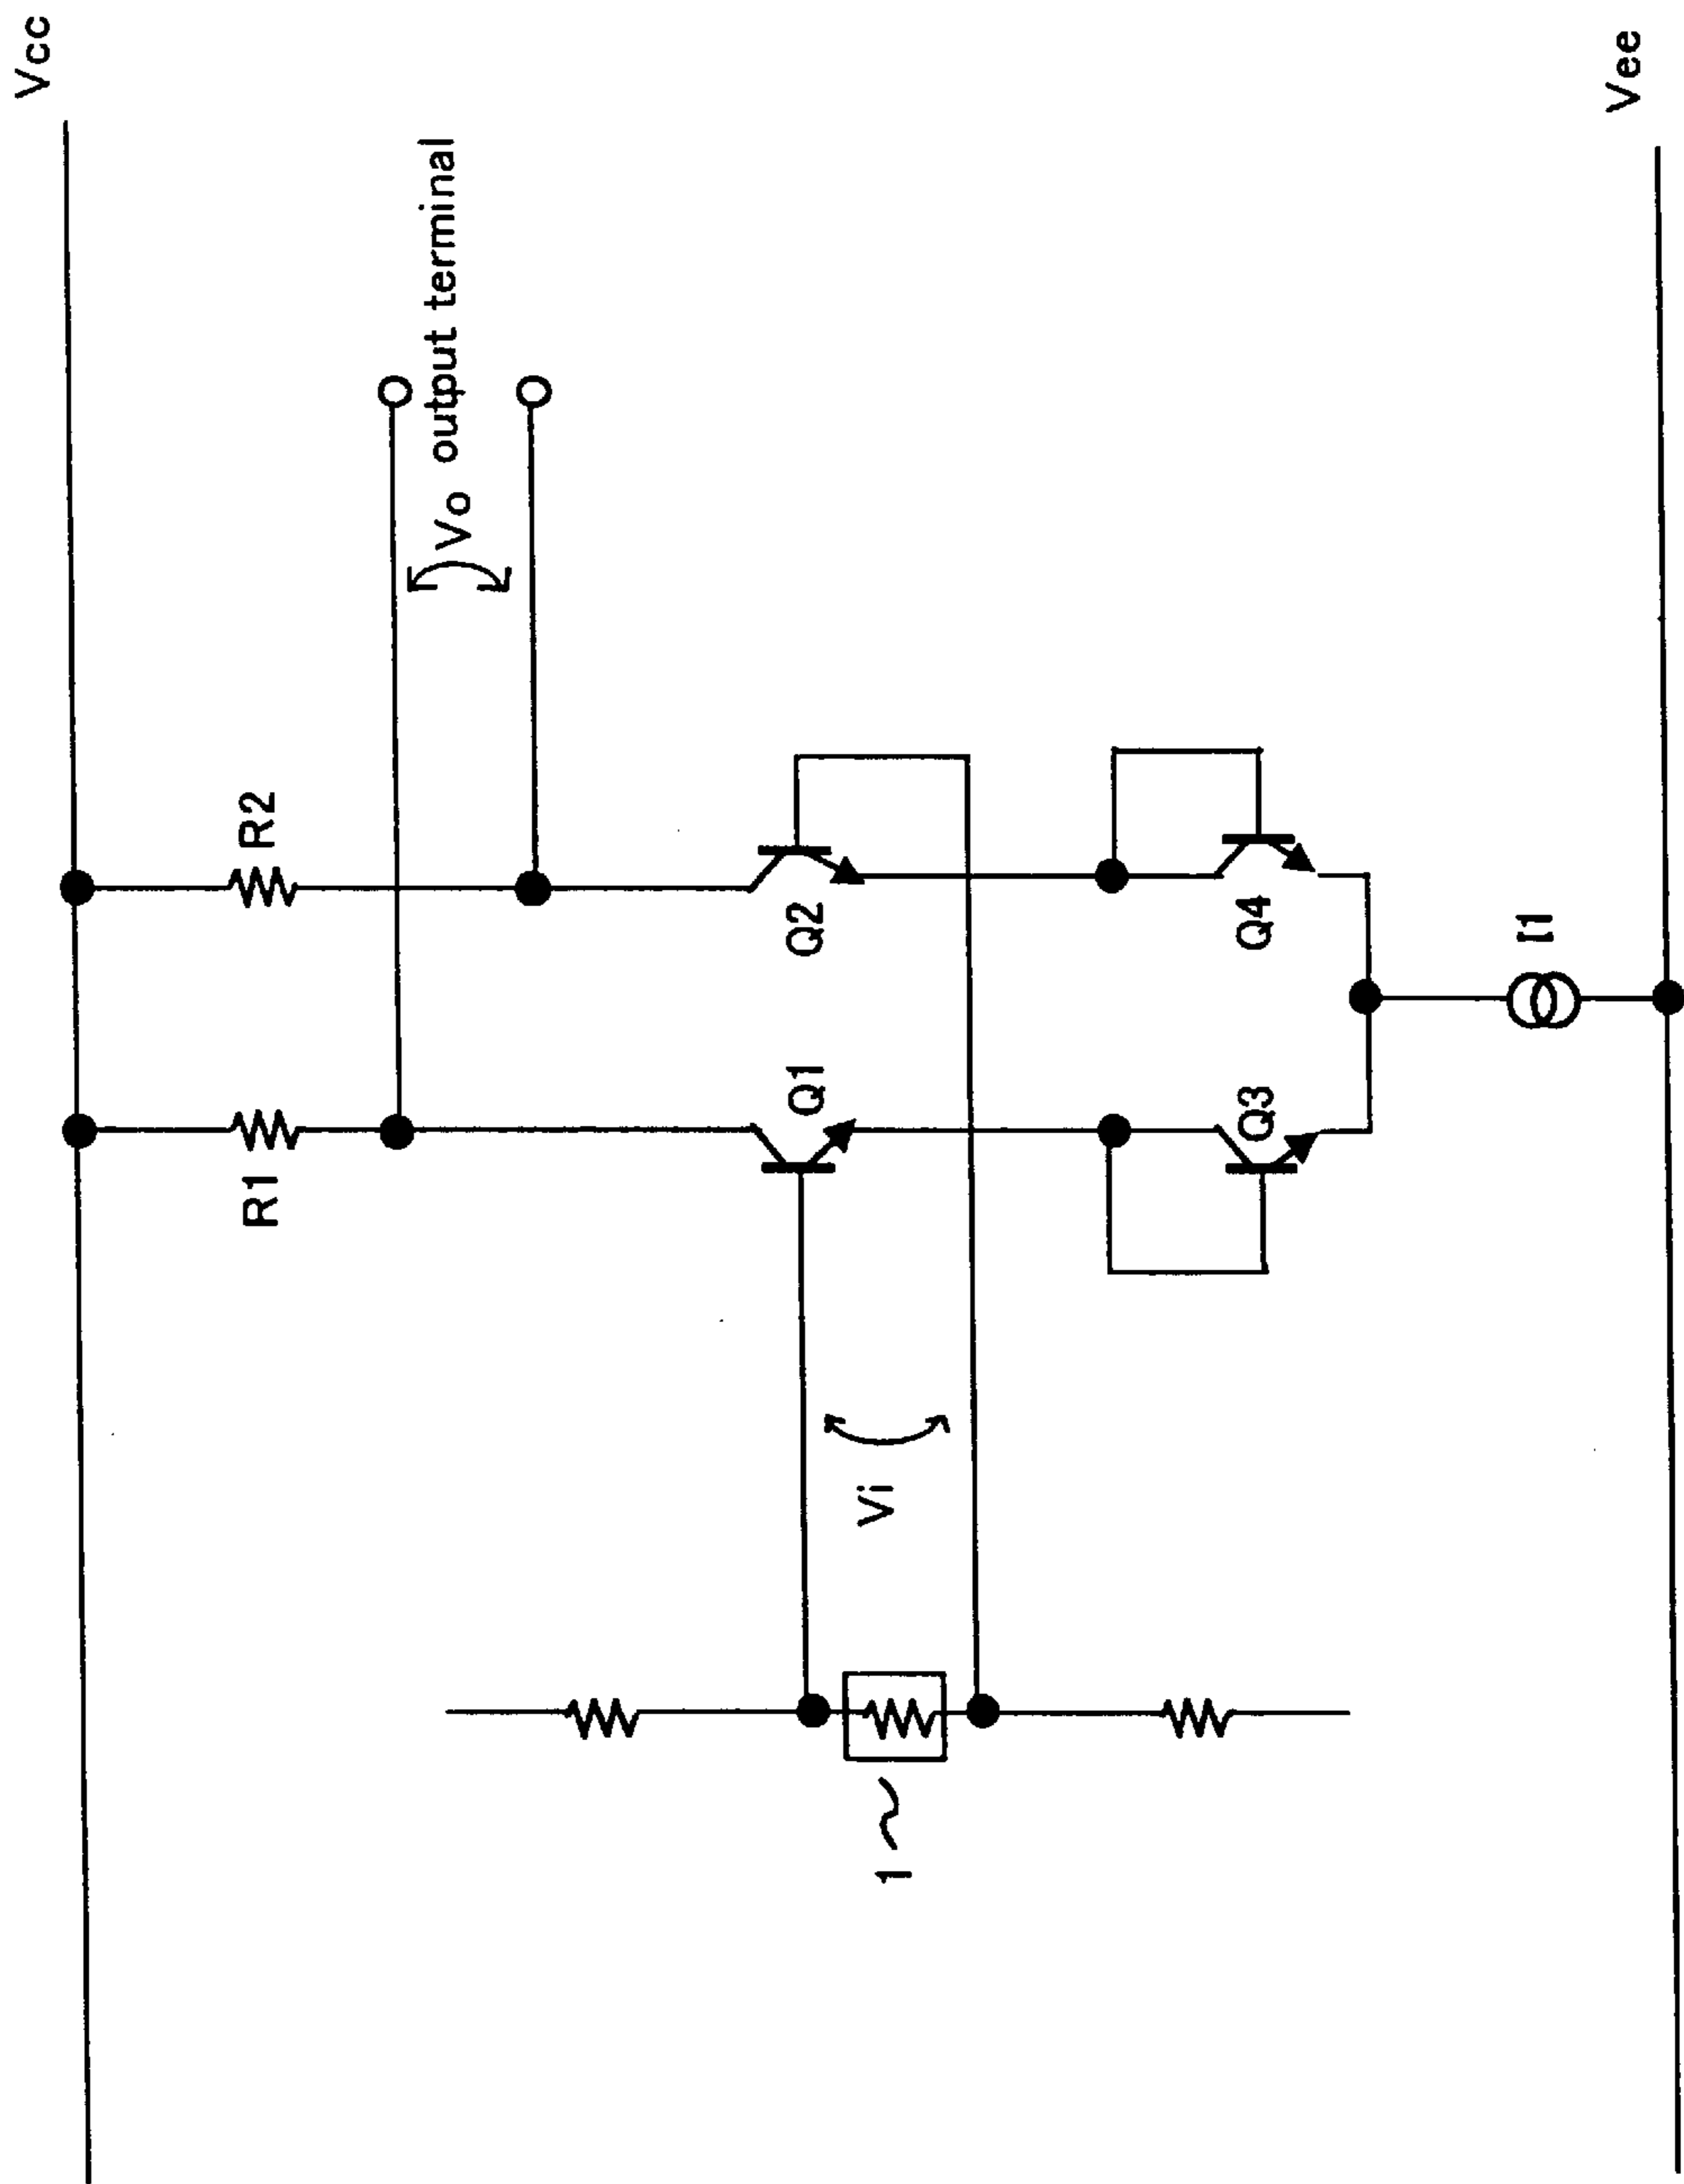 Vcc
R1
R2
Vo output terminal
Q1
Q2
Vi
1
Q3
Q4
I1
Vee